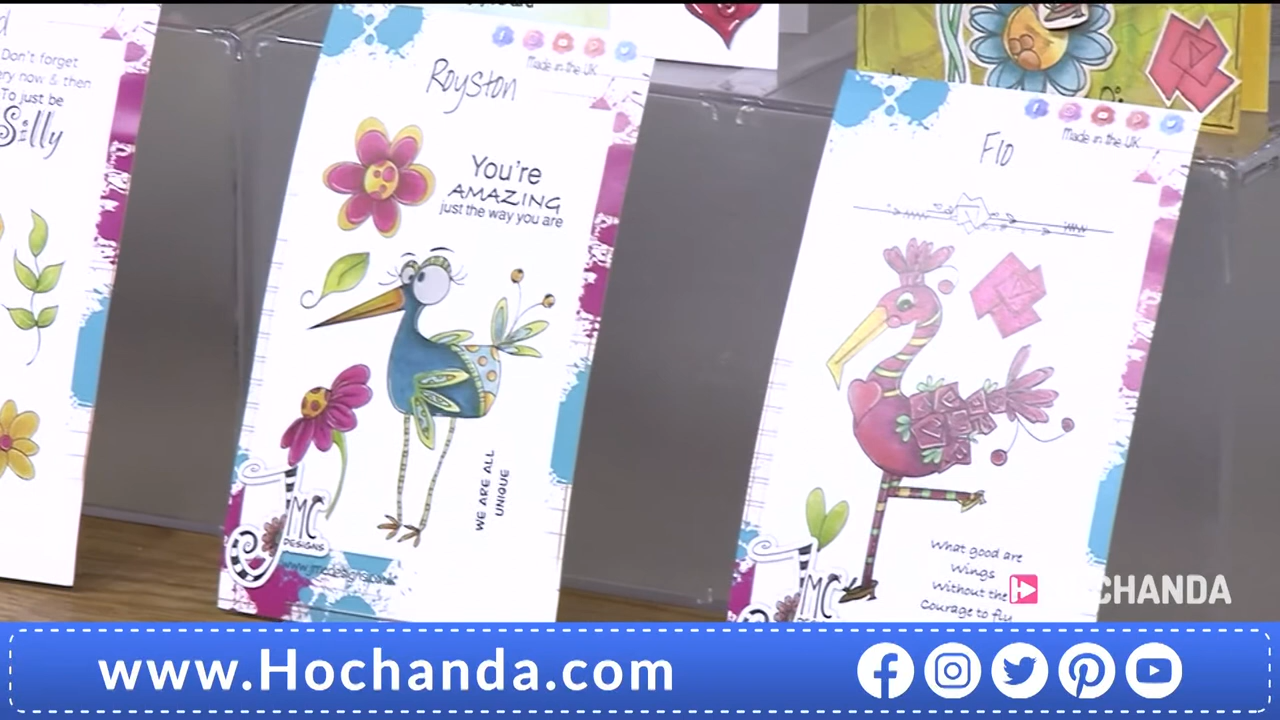 Don't forget
ery now & then
To just be
Silly
Royston
Made in the UK
You're
AMAZING
just the way you are
WE ARE ALL
UNIQUE
JMC
DESIGNS
Flo
Made in the UK
What good are
Wings
Without the
Courage to fly
JMC
CHANDA
www.Hochanda.com